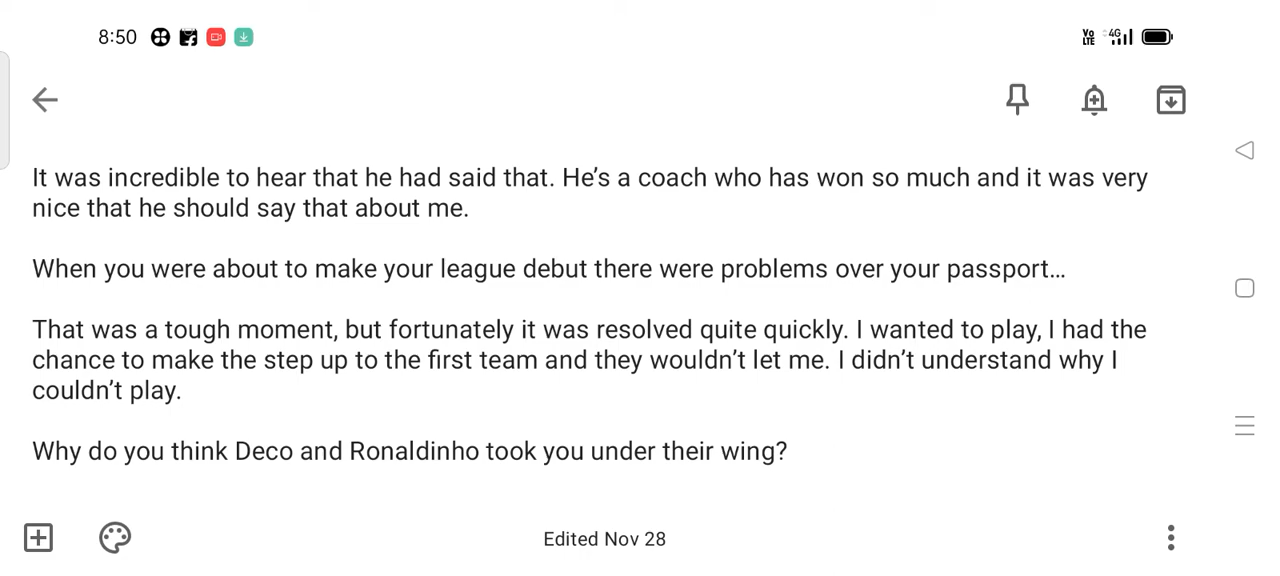 8:50
Vo LTE 4G
It was incredible to hear that he had said that. He’s a coach who has won so much and it was very
nice that he should say that about me.
When you were about to make your league debut there were problems over your passport…
That was a tough moment, but fortunately it was resolved quite quickly. I wanted to play, I had the
chance to make the step up to the first team and they wouldn’t let me. I didn’t understand why I
couldn’t play.
Why do you think Deco and Ronaldinho took you under their wing?
Edited Nov 28